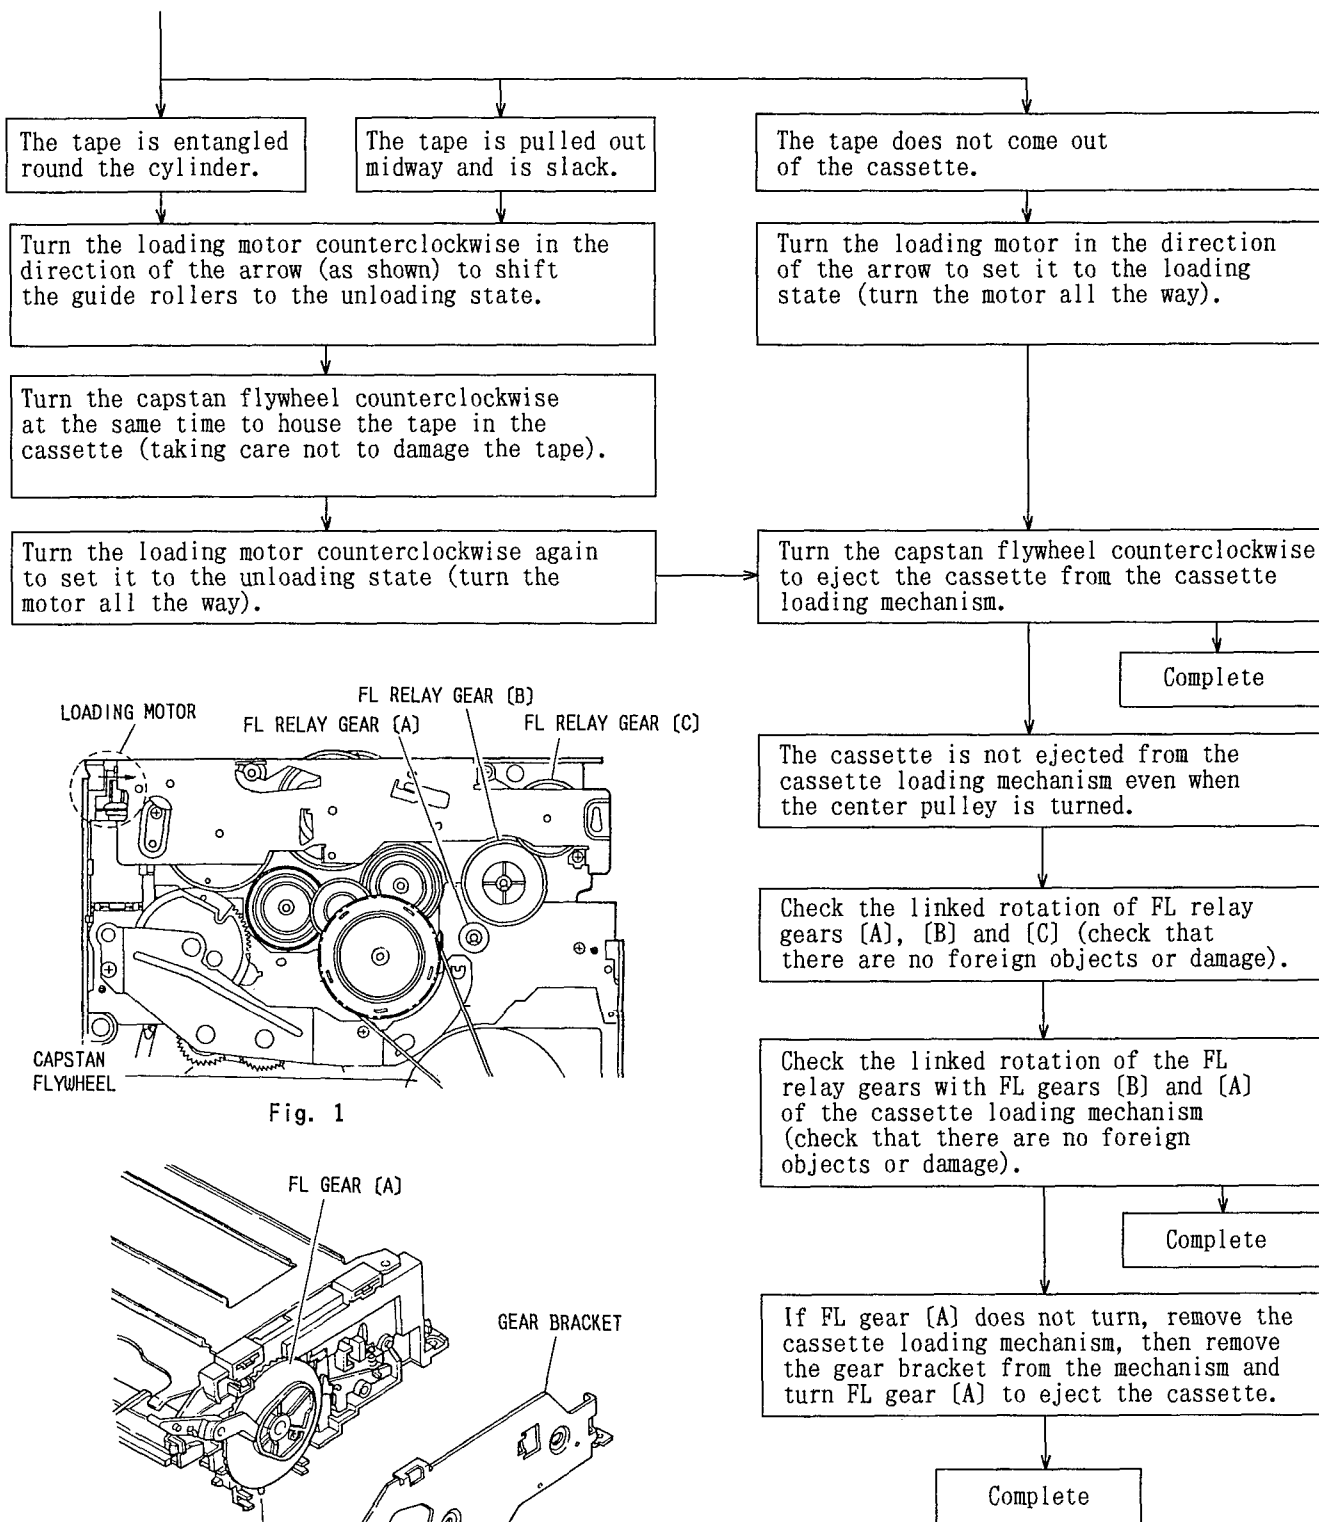 The tape is entangled
round the cylinder.
The tape is pulled out
midway and is slack.
The tape does not come out
of the cassette.
Turn the loading motor counterclockwise in the
direction of the arrow (as shown) to shift
the guide rollers to the unloading state.
Turn the loading motor in the direction
of the arrow to set it to the loading
state (turn the motor all the way).
Turn the capstan flywheel counterclockwise
at the same time to house the tape in the
cassette (taking care not to damage the tape).
Turn the loading motor counterclockwise again
to set it to the unloading state (turn the
motor all the way).
Turn the capstan flywheel counterclockwise
to eject the cassette from the cassette
loading mechanism.
Complete
The cassette is not ejected from the
cassette loading mechanism even when
the center pulley is turned.
Check the linked rotation of FL relay
gears [A], [B] and [C] (check that
there are no foreign objects or damage).
Check the linked rotation of the FL
relay gears with FL gears [B] and [A]
of the cassette loading mechanism
(check that there are no foreign
objects or damage).
Complete
If FL gear [A] does not turn, remove the
cassette loading mechanism, then remove
the gear bracket from the mechanism and
turn FL gear [A] to eject the cassette.
Complete
LOADING MOTOR
FL RELAY GEAR [A]
FL RELAY GEAR [B]
FL RELAY GEAR [C]
CAPSTAN
FLYWHEEL
Fig. 1
FL GEAR [A]
GEAR BRACKET